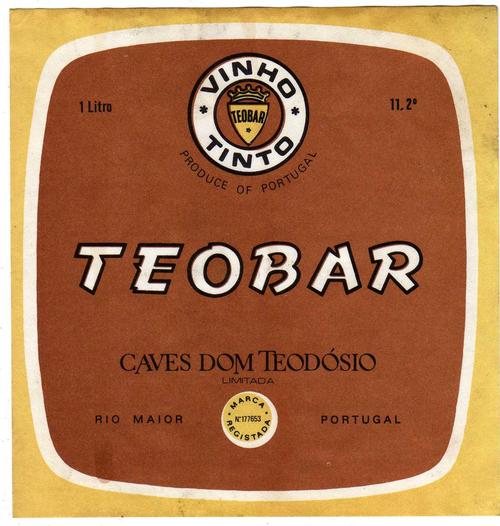 VINHO
1 Litro
TEOBAR
11,2º
TINTO
PRODUCE OF PORTUGAL
TEOBAR
CAVES DOM TEODÓSIO
LIMITADA
MARCA
RIO MAIOR
Nº177653
PORTUGAL
REGISTADA